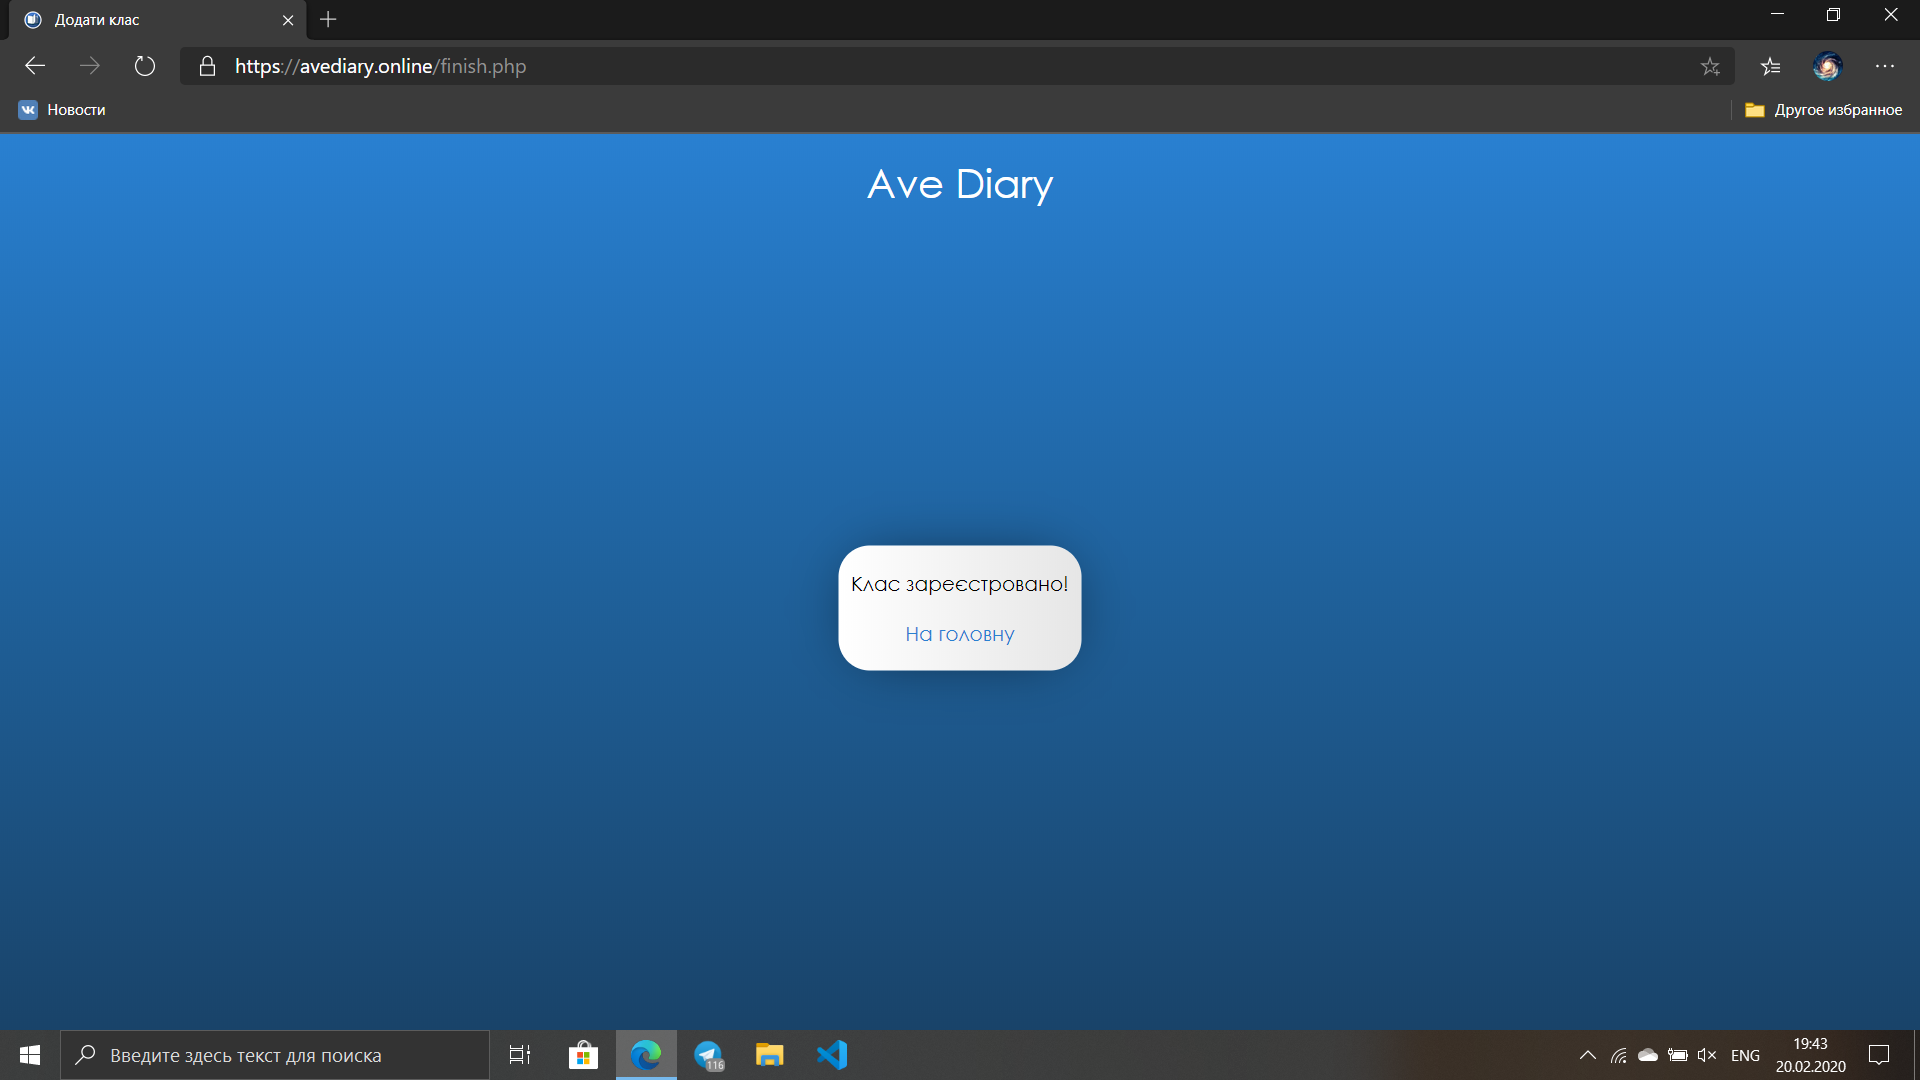 Додати клас
https://avediary.online/finish.php
Новости
Другое избранное
Ave Diary
Клас зареєстровано!
На головну
Введите здесь текст для поиска
116
ENG
19:43
20.02.2020